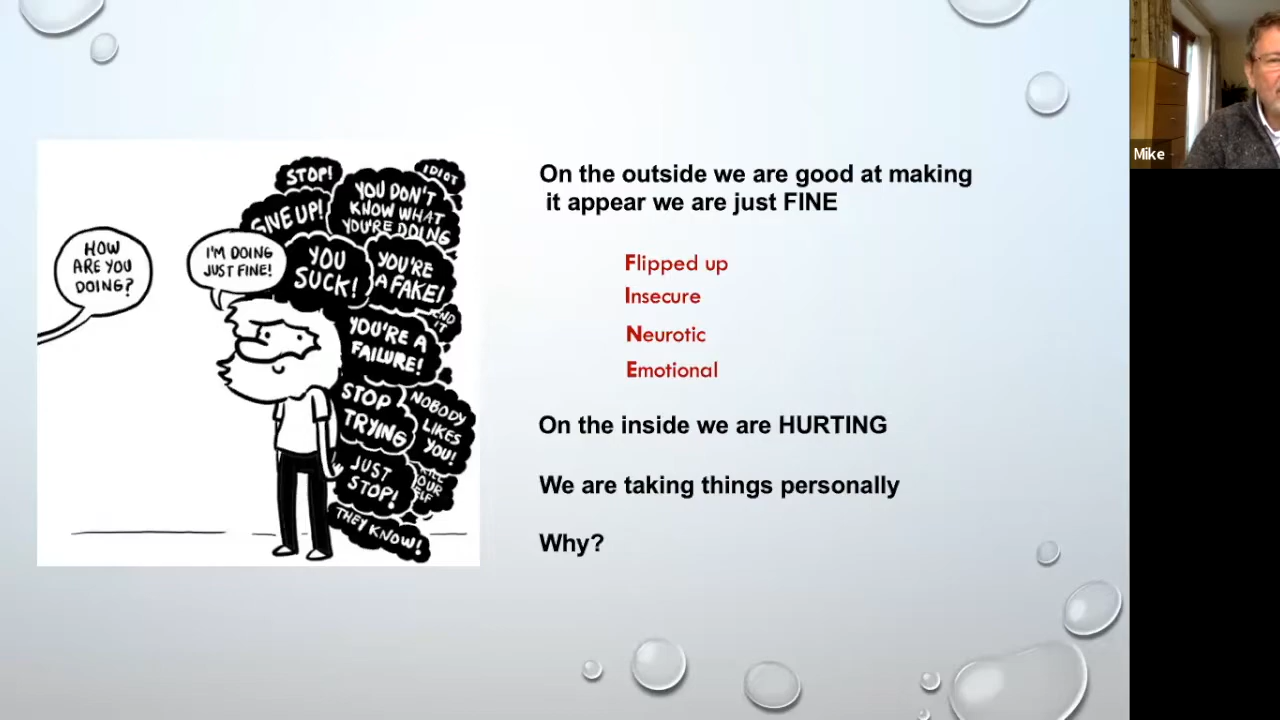 HOW
ARE YOU
DOING?
I'M DOING
JUST FINE!
STOP!
IDIOT
GIVE UP!
YOU DON'T
KNOW WHAT
YOU'RE DOING
YOU
SUCK!
YOU'RE
A FAKE!
END
IT
YOU'RE A
FAILURE!
STOP
TRYING
NOBODY
LIKES
YOU!
JUST
STOP!
THEY KNOW!
On the outside we are good at making
it appear we are just FINE
Flipped up
Insecure
Neurotic
Emotional
On the inside we are HURTING
We are taking things personally
Why?
Mike